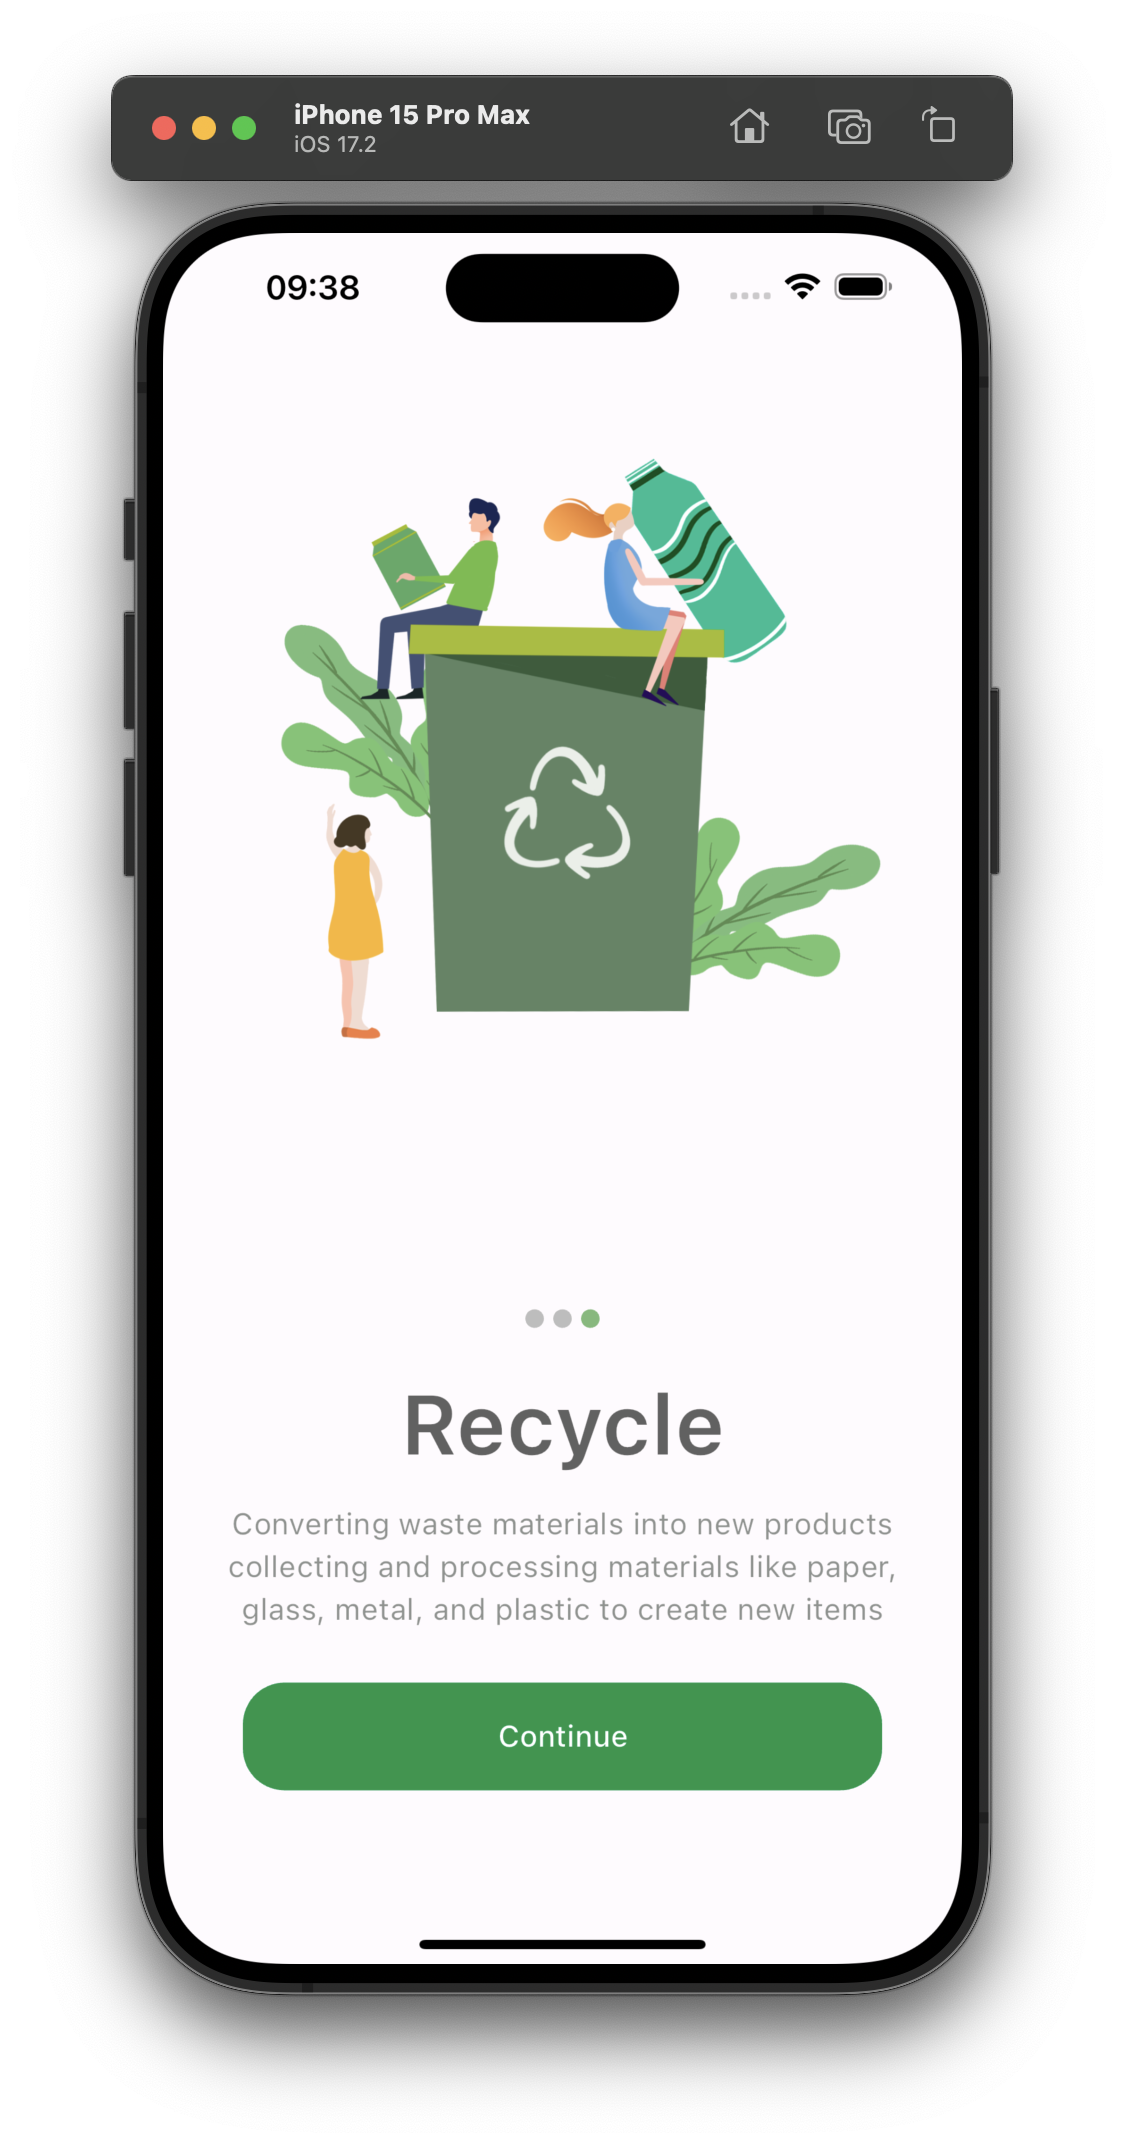 iPhone 15 Pro Max
iOS 17.2
09:38
Recycle
Converting waste materials into new products
collecting and processing materials like paper,
glass, metal, and plastic to create new items
Continue